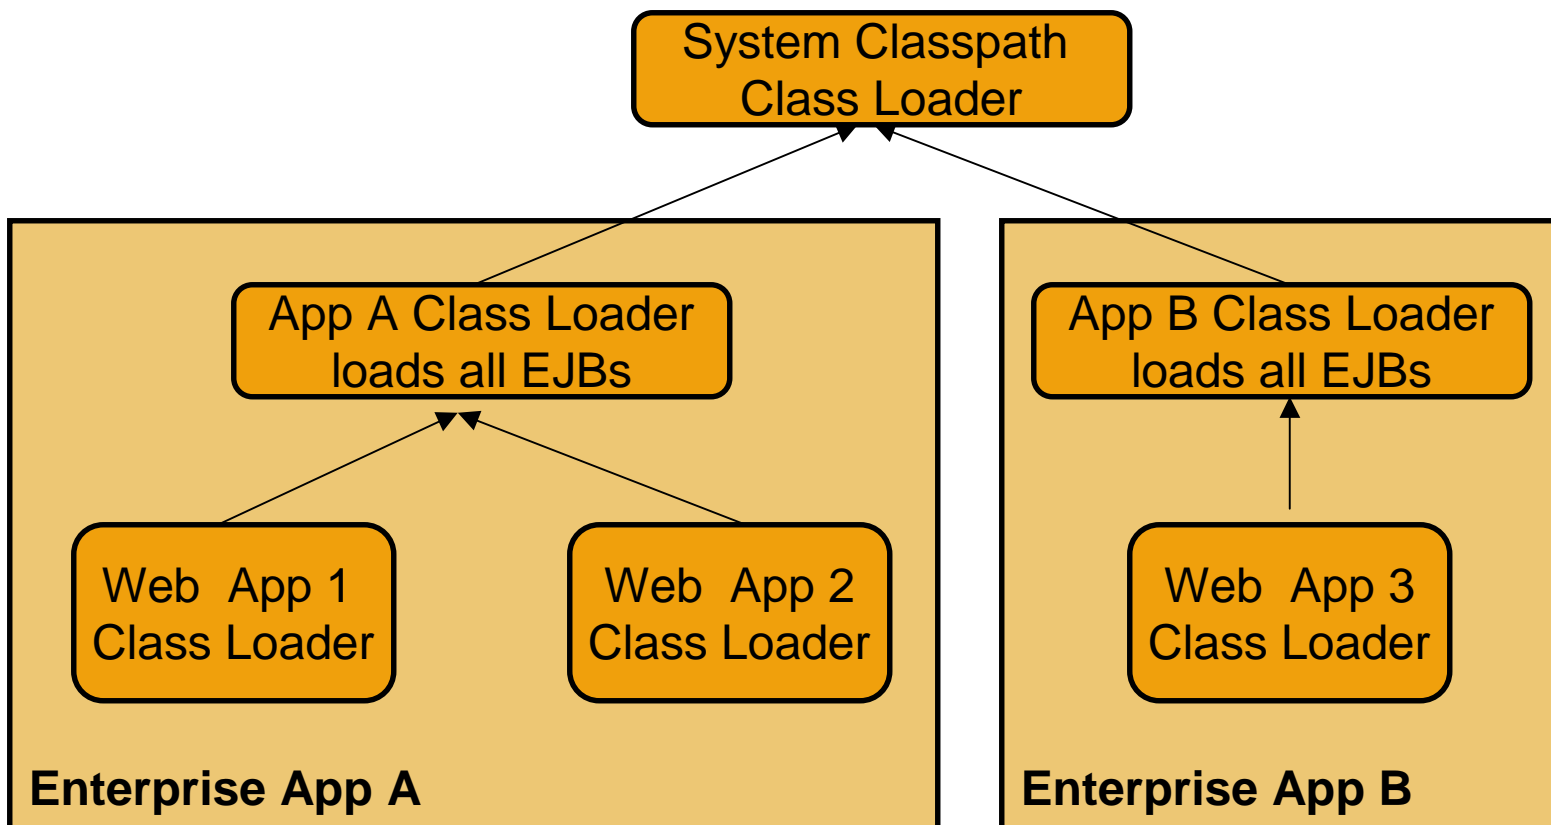 System Classpath
Class Loader
App A Class Loader
loads all EJBs
App B Class Loader
loads all EJBs
Web App 1
Class Loader
Web App 2
Class Loader
Web App 3
Class Loader
Enterprise App A
Enterprise App B